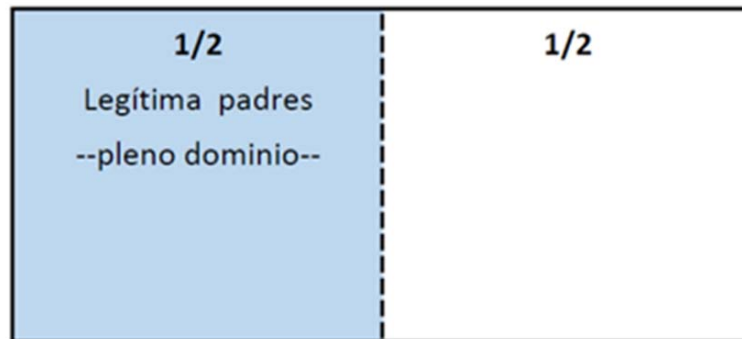 1/2
Legítima padres
--pleno dominio--
1/2